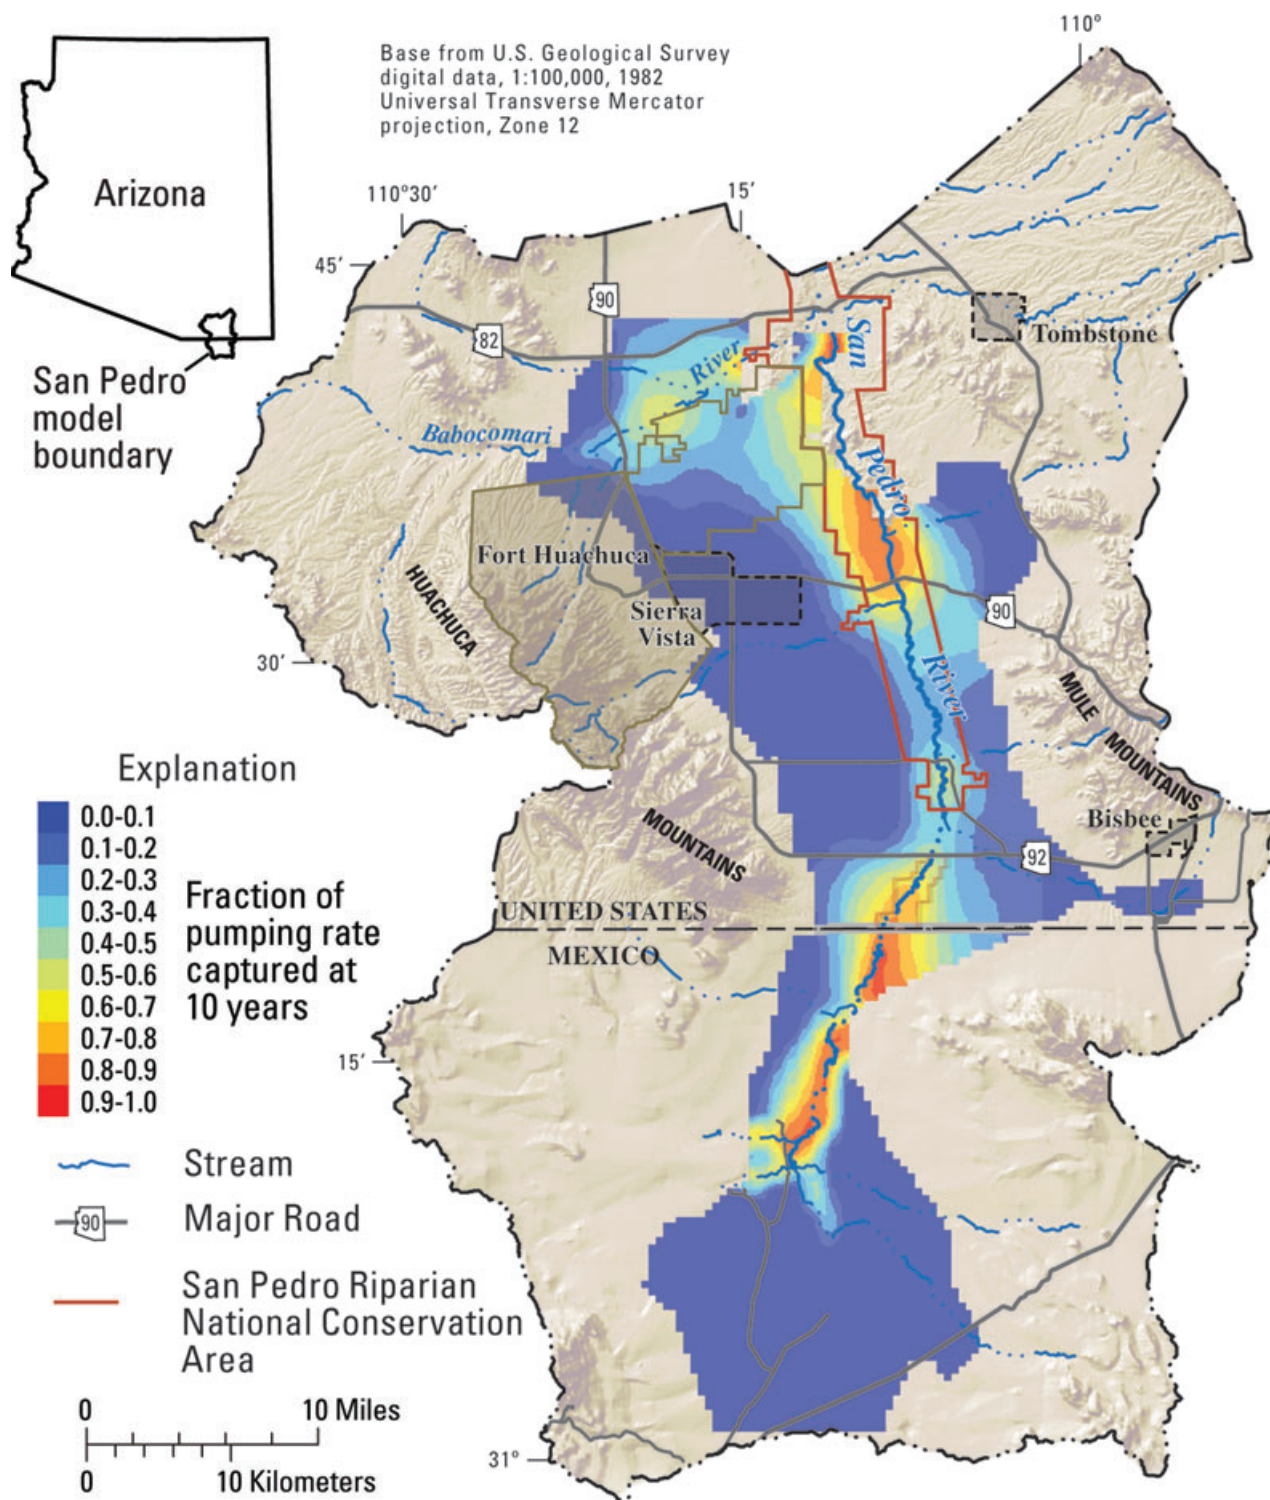 110°
Base from U.S. Geological Survey
digital data, 1:100,000, 1982
Universal Transverse Mercator
projection, Zone 12
Arizona
110°30′
15′
45′
90
82
San
Tombstone
River
San Pedro
model
boundary
Babocomari
Pedro
Fort Huachuca
HUACHUCA
90
Sierra
Vista
30′
River
MULE
MOUNTAINS
Explanation
0.0-0.1
0.1-0.2
0.2-0.3
0.3-0.4
0.4-0.5
0.5-0.6
0.6-0.7
0.7-0.8
0.8-0.9
0.9-1.0
Fraction of
pumping rate
captured at
10 years
MOUNTAINS
Bisbee
92
UNITED STATES
MEXICO
15′
Stream
90
Major Road
San Pedro Riparian
National Conservation
Area
0
10 Miles
0
10 Kilometers
31°